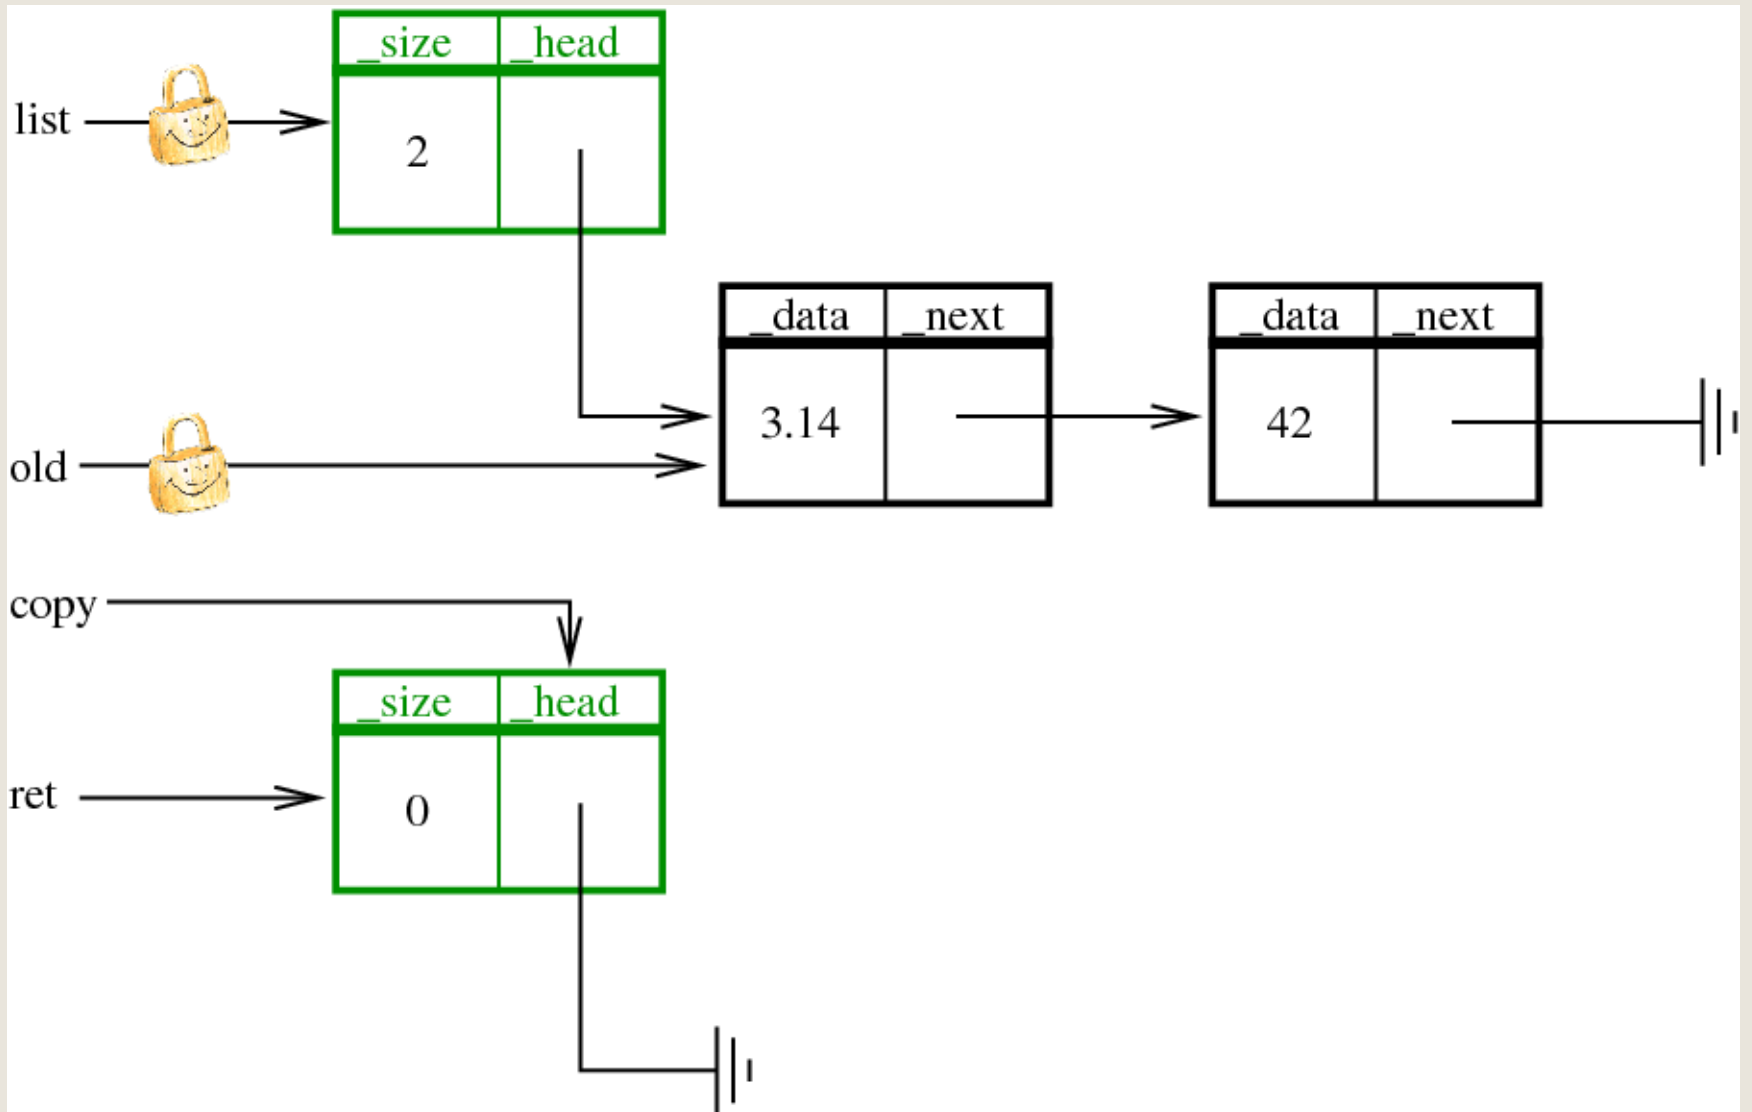 _size _head
list
2
_data _next _data _next
3.14 42
old
copy
_size _head
ret
0